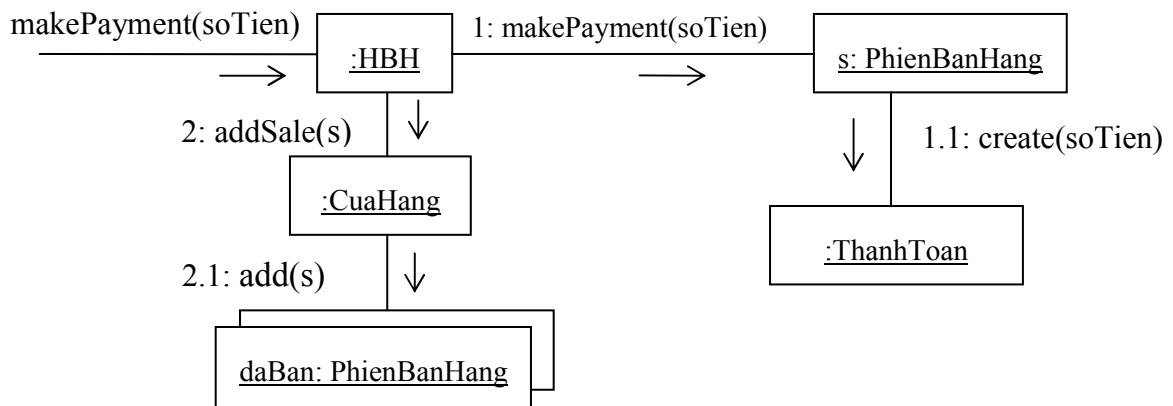 makePayment(soTien)
1: makePayment(soTien)
:HBH
s: PhienBanHang
2: addSale(s)
1.1: create(soTien)
:CuaHang
:ThanhToan
2.1: add(s)
daBan: PhienBanHang